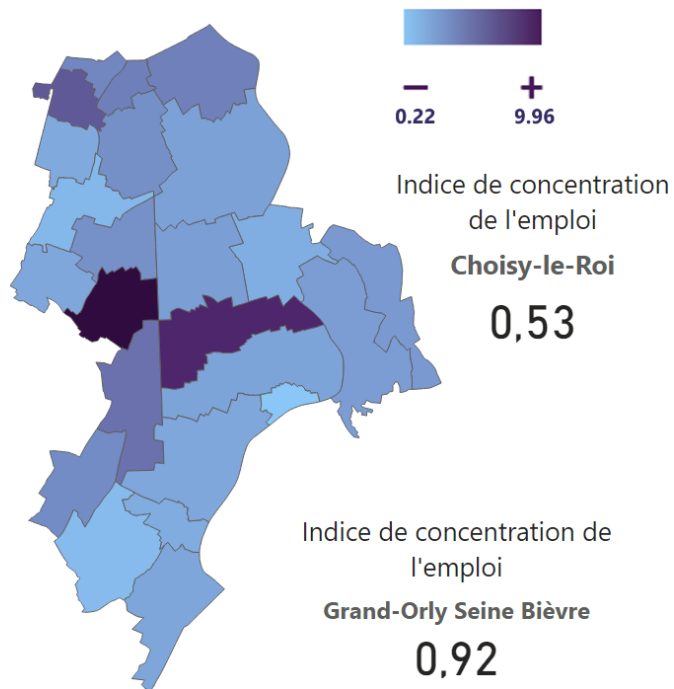 − +
0.22 9.96
Indice de concentration
de l'emploi
Choisy-le-Roi
0,53
Indice de concentration de
l'emploi
Grand-Orly Seine Bièvre
0,92